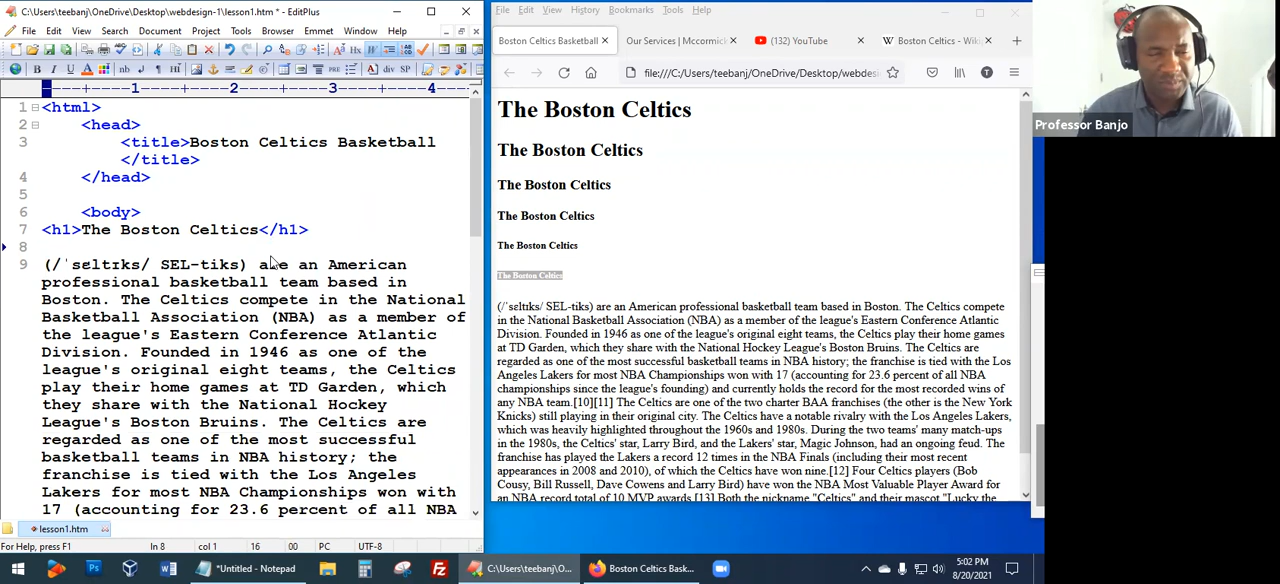 C:\Users\teebanj\OneDrive\Desktop\webdesign-1\lesson1.htm * - EditPlus
File Edit View Search Document Project Tools Browser Emmet Window Help
<html>
<head>
<title>Boston Celtics Basketball
</title>
</head>
<body>
<h1>The Boston Celtics</h1>
(/ˈsɛltɪks/ SEL-tiks) are an American
professional basketball team based in
Boston. The Celtics compete in the National
Basketball Association (NBA) as a member of
the league's Eastern Conference Atlantic
Division. Founded in 1946 as one of the
league's original eight teams, the Celtics
play their home games at TD Garden, which
they share with the National Hockey
League's Boston Bruins. The Celtics are
regarded as one of the most successful
basketball teams in NBA history; the
franchise is tied with the Los Angeles
Lakers for most NBA Championships won with
17 (accounting for 23.6 percent of all NBA
lesson1.htm
For Help, press F1 ln 8 col 1 16 00 PC UTF-8
File Edit View History Bookmarks Tools Help
Boston Celtics Basketball Our Services | Mccormick (132) YouTube Boston Celtics - Wiki
file:///C:/Users/teebanj/OneDrive/Desktop/webdesi
The Boston Celtics
The Boston Celtics
The Boston Celtics
The Boston Celtics
The Boston Celtics
The Boston Celtics
(/ˈsɛltɪks/ SEL-tiks) are an American professional basketball team based in Boston. The Celtics compete
in the National Basketball Association (NBA) as a member of the league's Eastern Conference Atlantic
Division. Founded in 1946 as one of the league's original eight teams, the Celtics play their home games
at TD Garden, which they share with the National Hockey League's Boston Bruins. The Celtics are
regarded as one of the most successful basketball teams in NBA history; the franchise is tied with the Los
Angeles Lakers for most NBA Championships won with 17 (accounting for 23.6 percent of all NBA
championships since the league's founding) and currently holds the record for the most recorded wins of
any NBA team.[10][11] The Celtics are one of the two charter BAA franchises (the other is the New York
Knicks) still playing in their original city. The Celtics have a notable rivalry with the Los Angeles Lakers,
which was heavily highlighted throughout the 1960s and 1980s. During the two teams' many match-ups
in the 1980s, the Celtics' star, Larry Bird, and the Lakers' star, Magic Johnson, had an ongoing feud. The
franchise has played the Lakers a record 12 times in the NBA Finals (including their most recent
appearances in 2008 and 2010), of which the Celtics have won nine.[12] Four Celtics players (Bob
Cousy, Bill Russell, Dave Cowens and Larry Bird) have won the NBA Most Valuable Player Award for
an NBA record total of 10 MVP awards.[13] Both the nickname "Celtics" and their mascot "Lucky the
Professor Banjo
*Untitled - Notepad C:\Users\teebanj\O... Boston Celtics Bask...
5:02 PM
8/20/2021